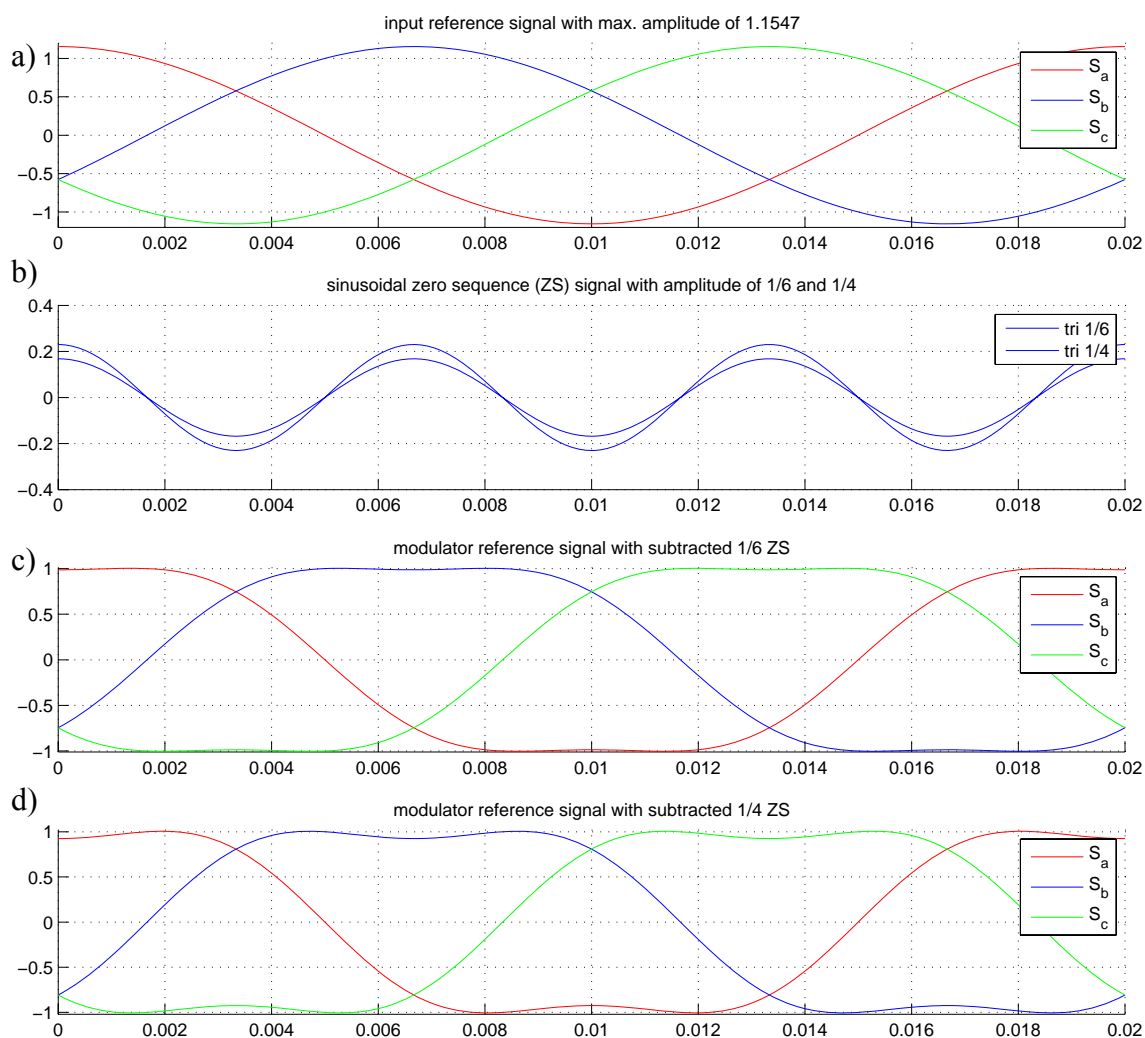 input reference signal with max. amplitude of 1.1547
a)
1
0.5
0
−0.5
−1
S_a
S_b
S_c
0 0.002 0.004 0.006 0.008 0.01 0.012 0.014 0.016 0.018 0.02
b)
sinusoidal zero sequence (ZS) signal with amplitude of 1/6 and 1/4
0.4
0.2
0
−0.2
−0.4
tri 1/6
tri 1/4
0 0.002 0.004 0.006 0.008 0.01 0.012 0.014 0.016 0.018 0.02
c)
modulator reference signal with subtracted 1/6 ZS
1
0.5
0
−0.5
−1
S_a
S_b
S_c
0 0.002 0.004 0.006 0.008 0.01 0.012 0.014 0.016 0.018 0.02
d)
modulator reference signal with subtracted 1/4 ZS
1
0.5
0
−0.5
−1
S_a
S_b
S_c
0 0.002 0.004 0.006 0.008 0.01 0.012 0.014 0.016 0.018 0.02